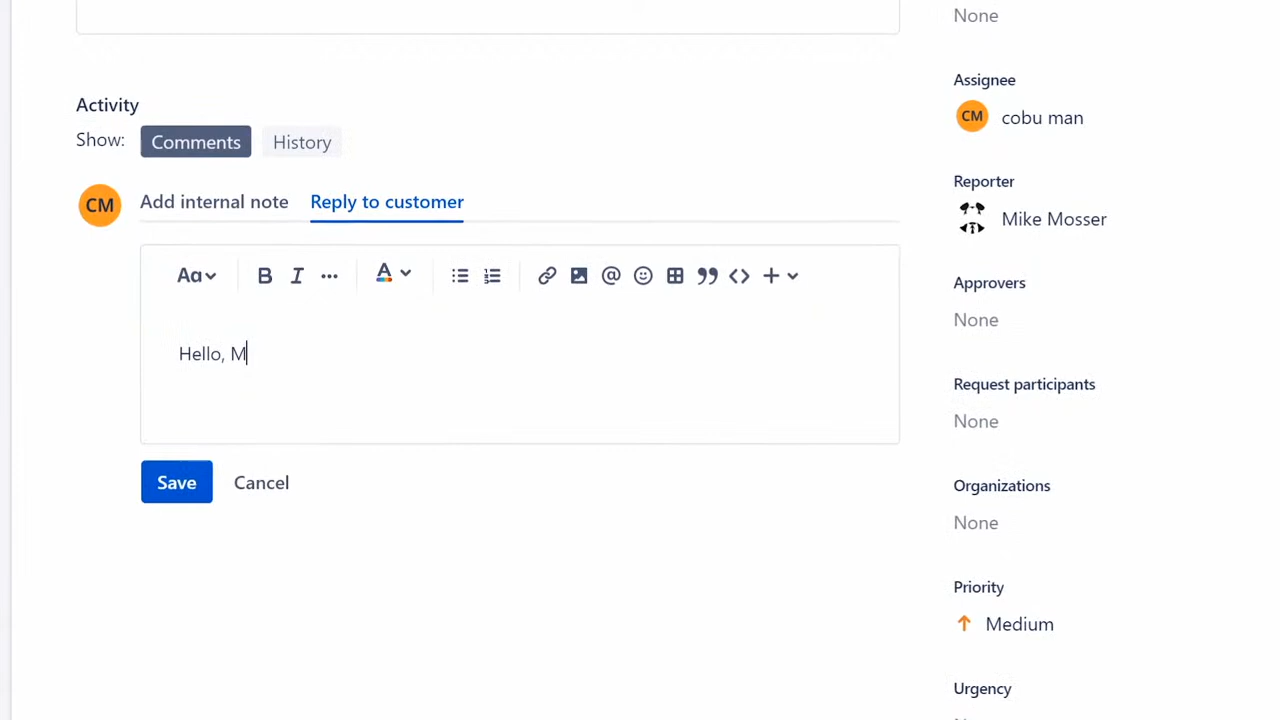 None
Activity
Assignee
Show: Comments History
CM cobu man
Reporter
CM Add internal note Reply to customer
Mike Mosser
Aa B I ... A @ + 
Approvers
None
Hello, M
Request participants
None
Save Cancel
Organizations
None
Priority
Medium
Urgency